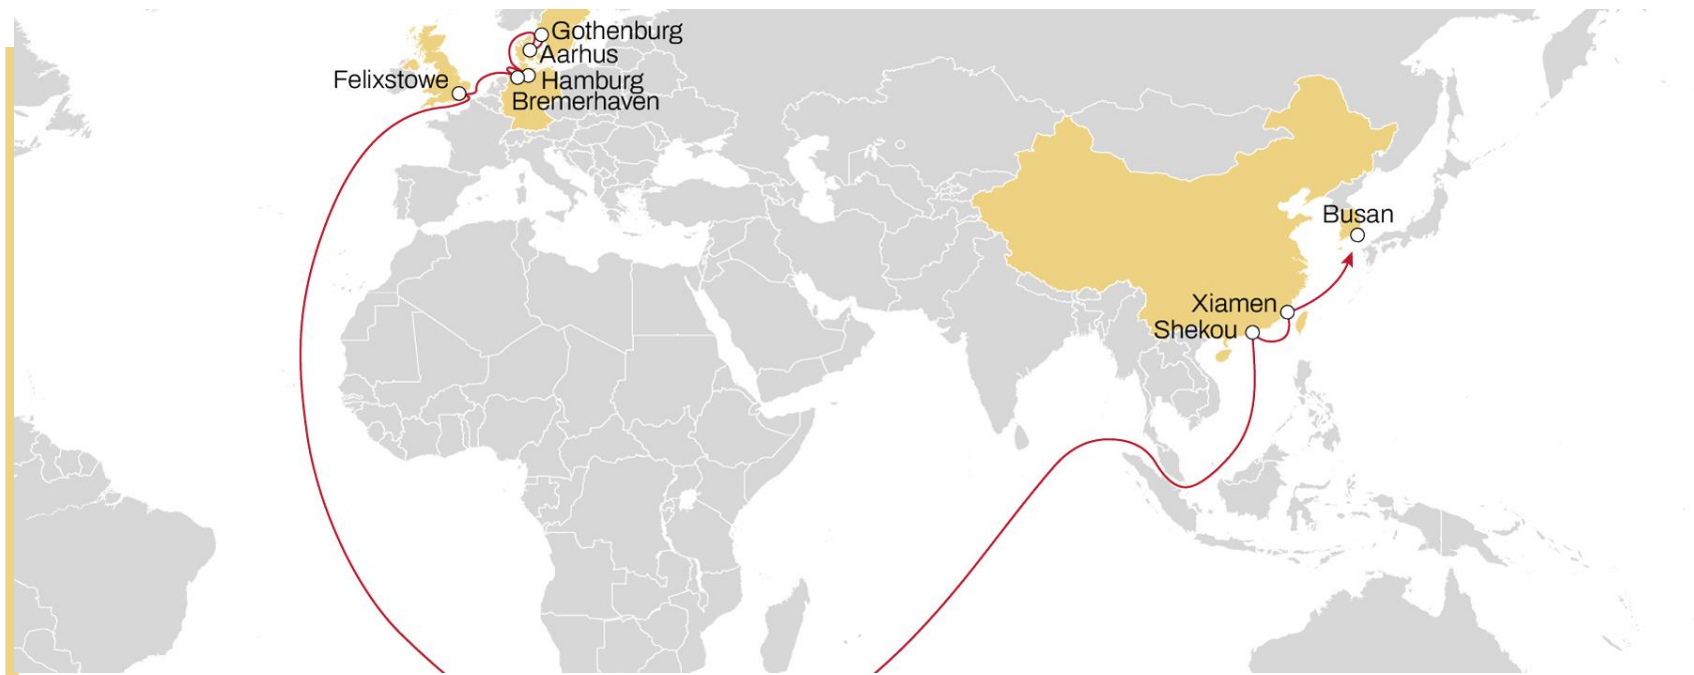 Gothenburg
Aarhus
Felixstowe
Hamburg
Bremerhaven
Busan
Xiamen
Shekou